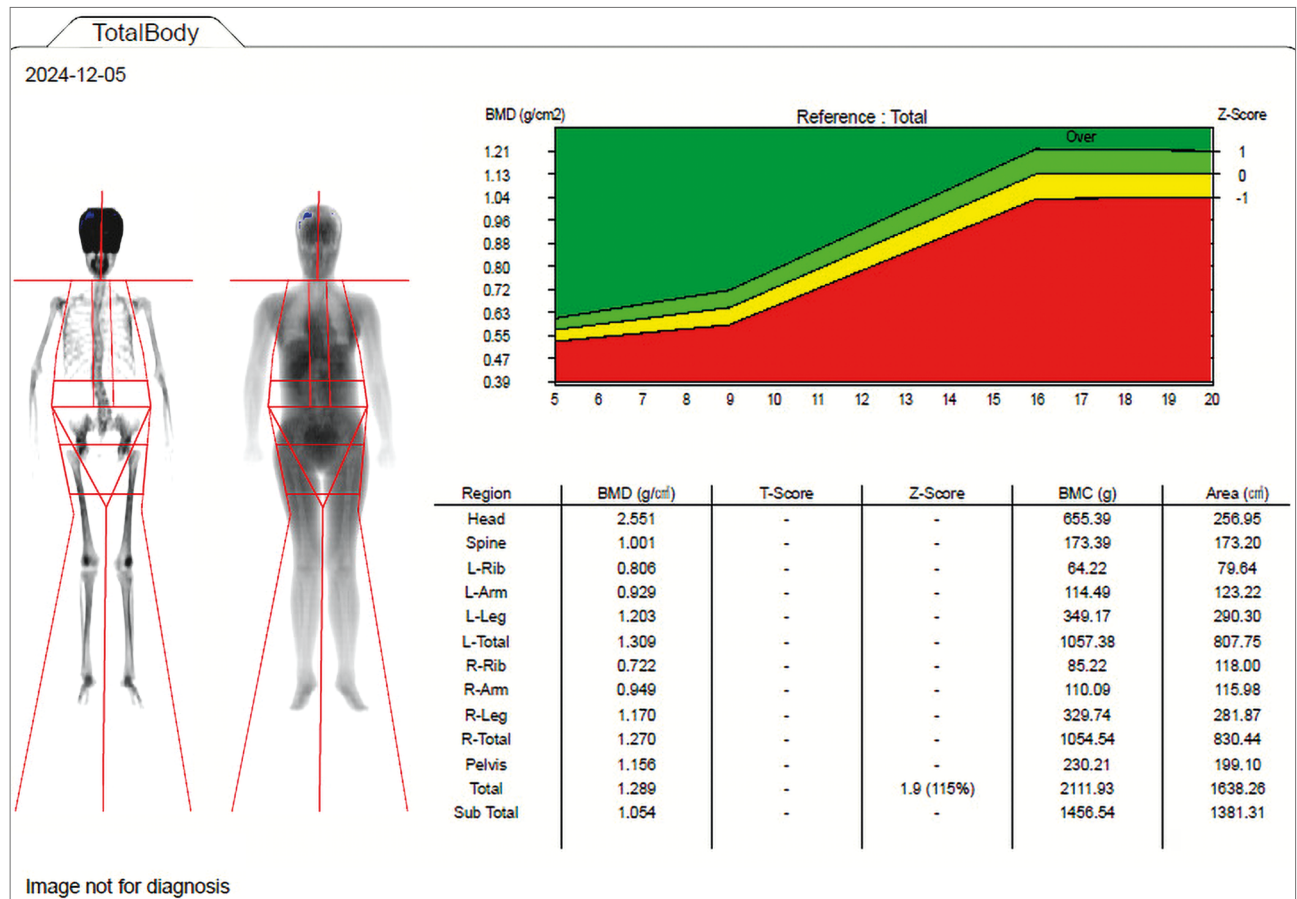 TotalBody
2024-12-05
BMD (g/cm2) Reference : Total Z-Score
Over
1.21 1
1.13 0
1.04 -1
0.96
0.88
0.80
0.72
0.63
0.55
0.47
0.39
5 6 7 8 9 10 11 12 13 14 15 16 17 18 19 20
Region BMD (g/㎠) T-Score Z-Score BMC (g) Area (㎠)
Head 2.551 - - 655.39 256.95
Spine 1.001 - - 173.39 173.20
L-Rib 0.806 - - 64.22 79.64
L-Arm 0.929 - - 114.49 123.22
L-Leg 1.203 - - 349.17 290.30
L-Total 1.309 - - 1057.38 807.75
R-Rib 0.722 - - 85.22 118.00
R-Arm 0.949 - - 110.09 115.98
R-Leg 1.170 - - 329.74 281.87
R-Total 1.270 - - 1054.54 830.44
Pelvis 1.156 - - 230.21 199.10
Total 1.289 - 1.9 (115%) 2111.93 1638.26
Sub Total 1.054 - - 1456.54 1381.31
Image not for diagnosis